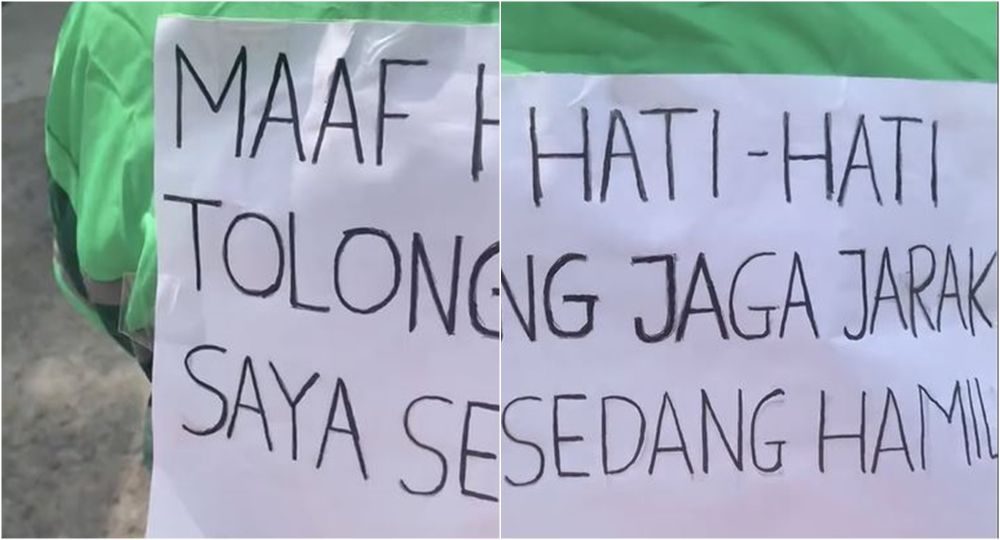 MAAF H
TOLONG
SAYA SE
HATI-HATI
NG JAGA JARAK
SEDANG HAMIL